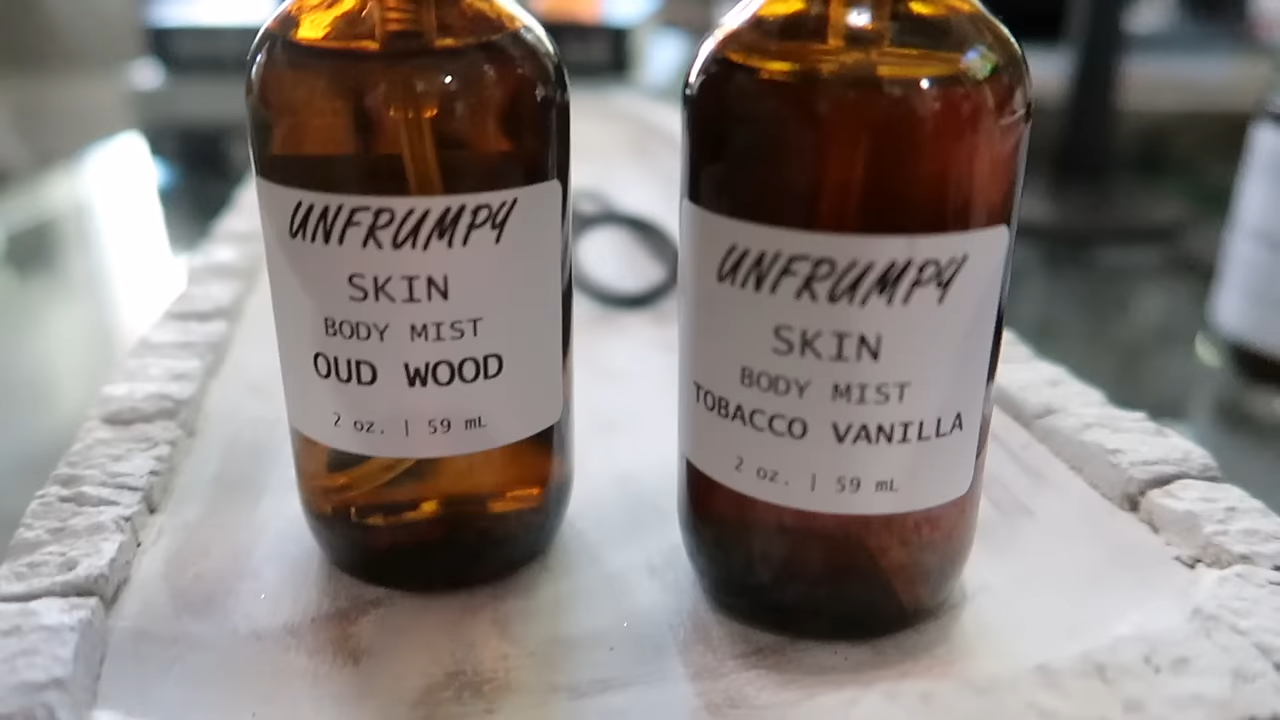 UNFRUMPY
SKIN
BODY MIST
OUD WOOD
2 oz. | 59 mL
UNFRUMPY
SKIN
BODY MIST
TOBACCO VANILLA
2 oz. | 59 mL